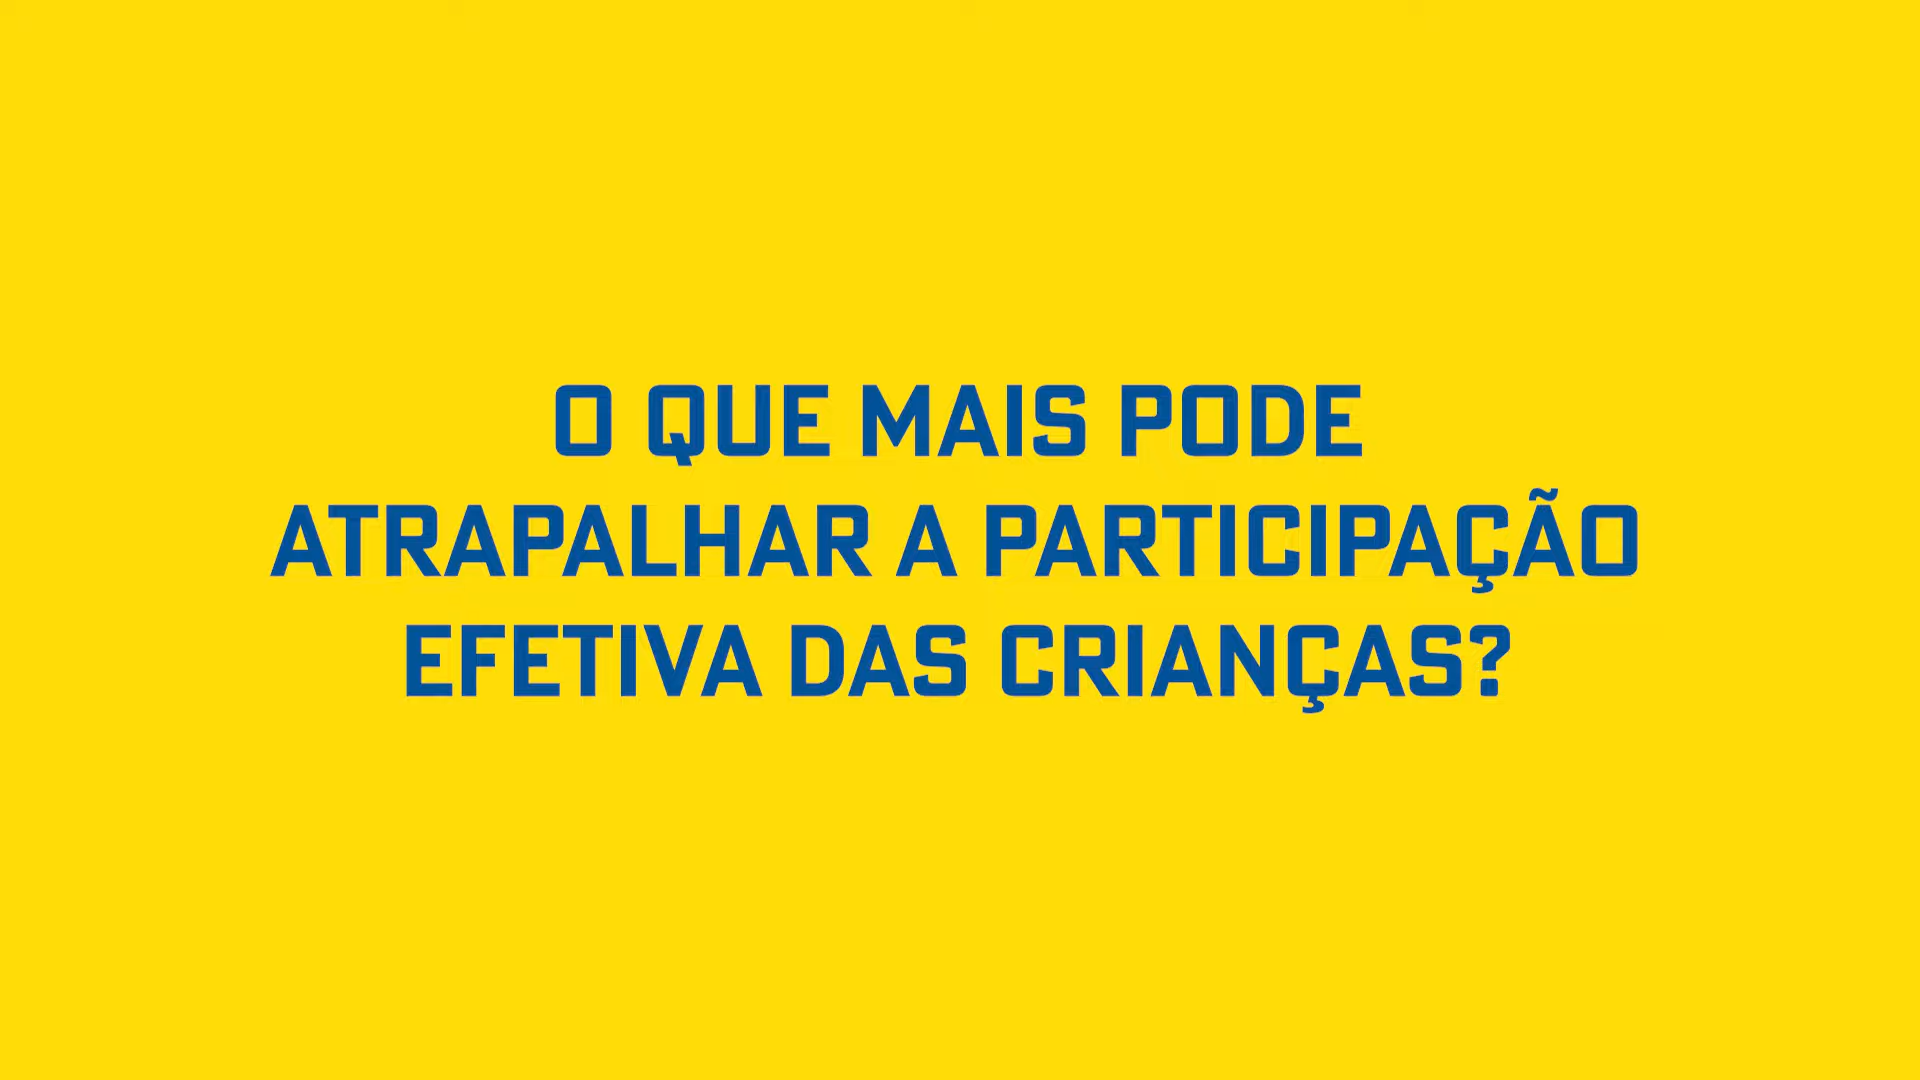 O QUE MAIS PODE
ATRAPALHAR A PARTICIPAÇÃO
EFETIVA DAS CRIANÇAS?